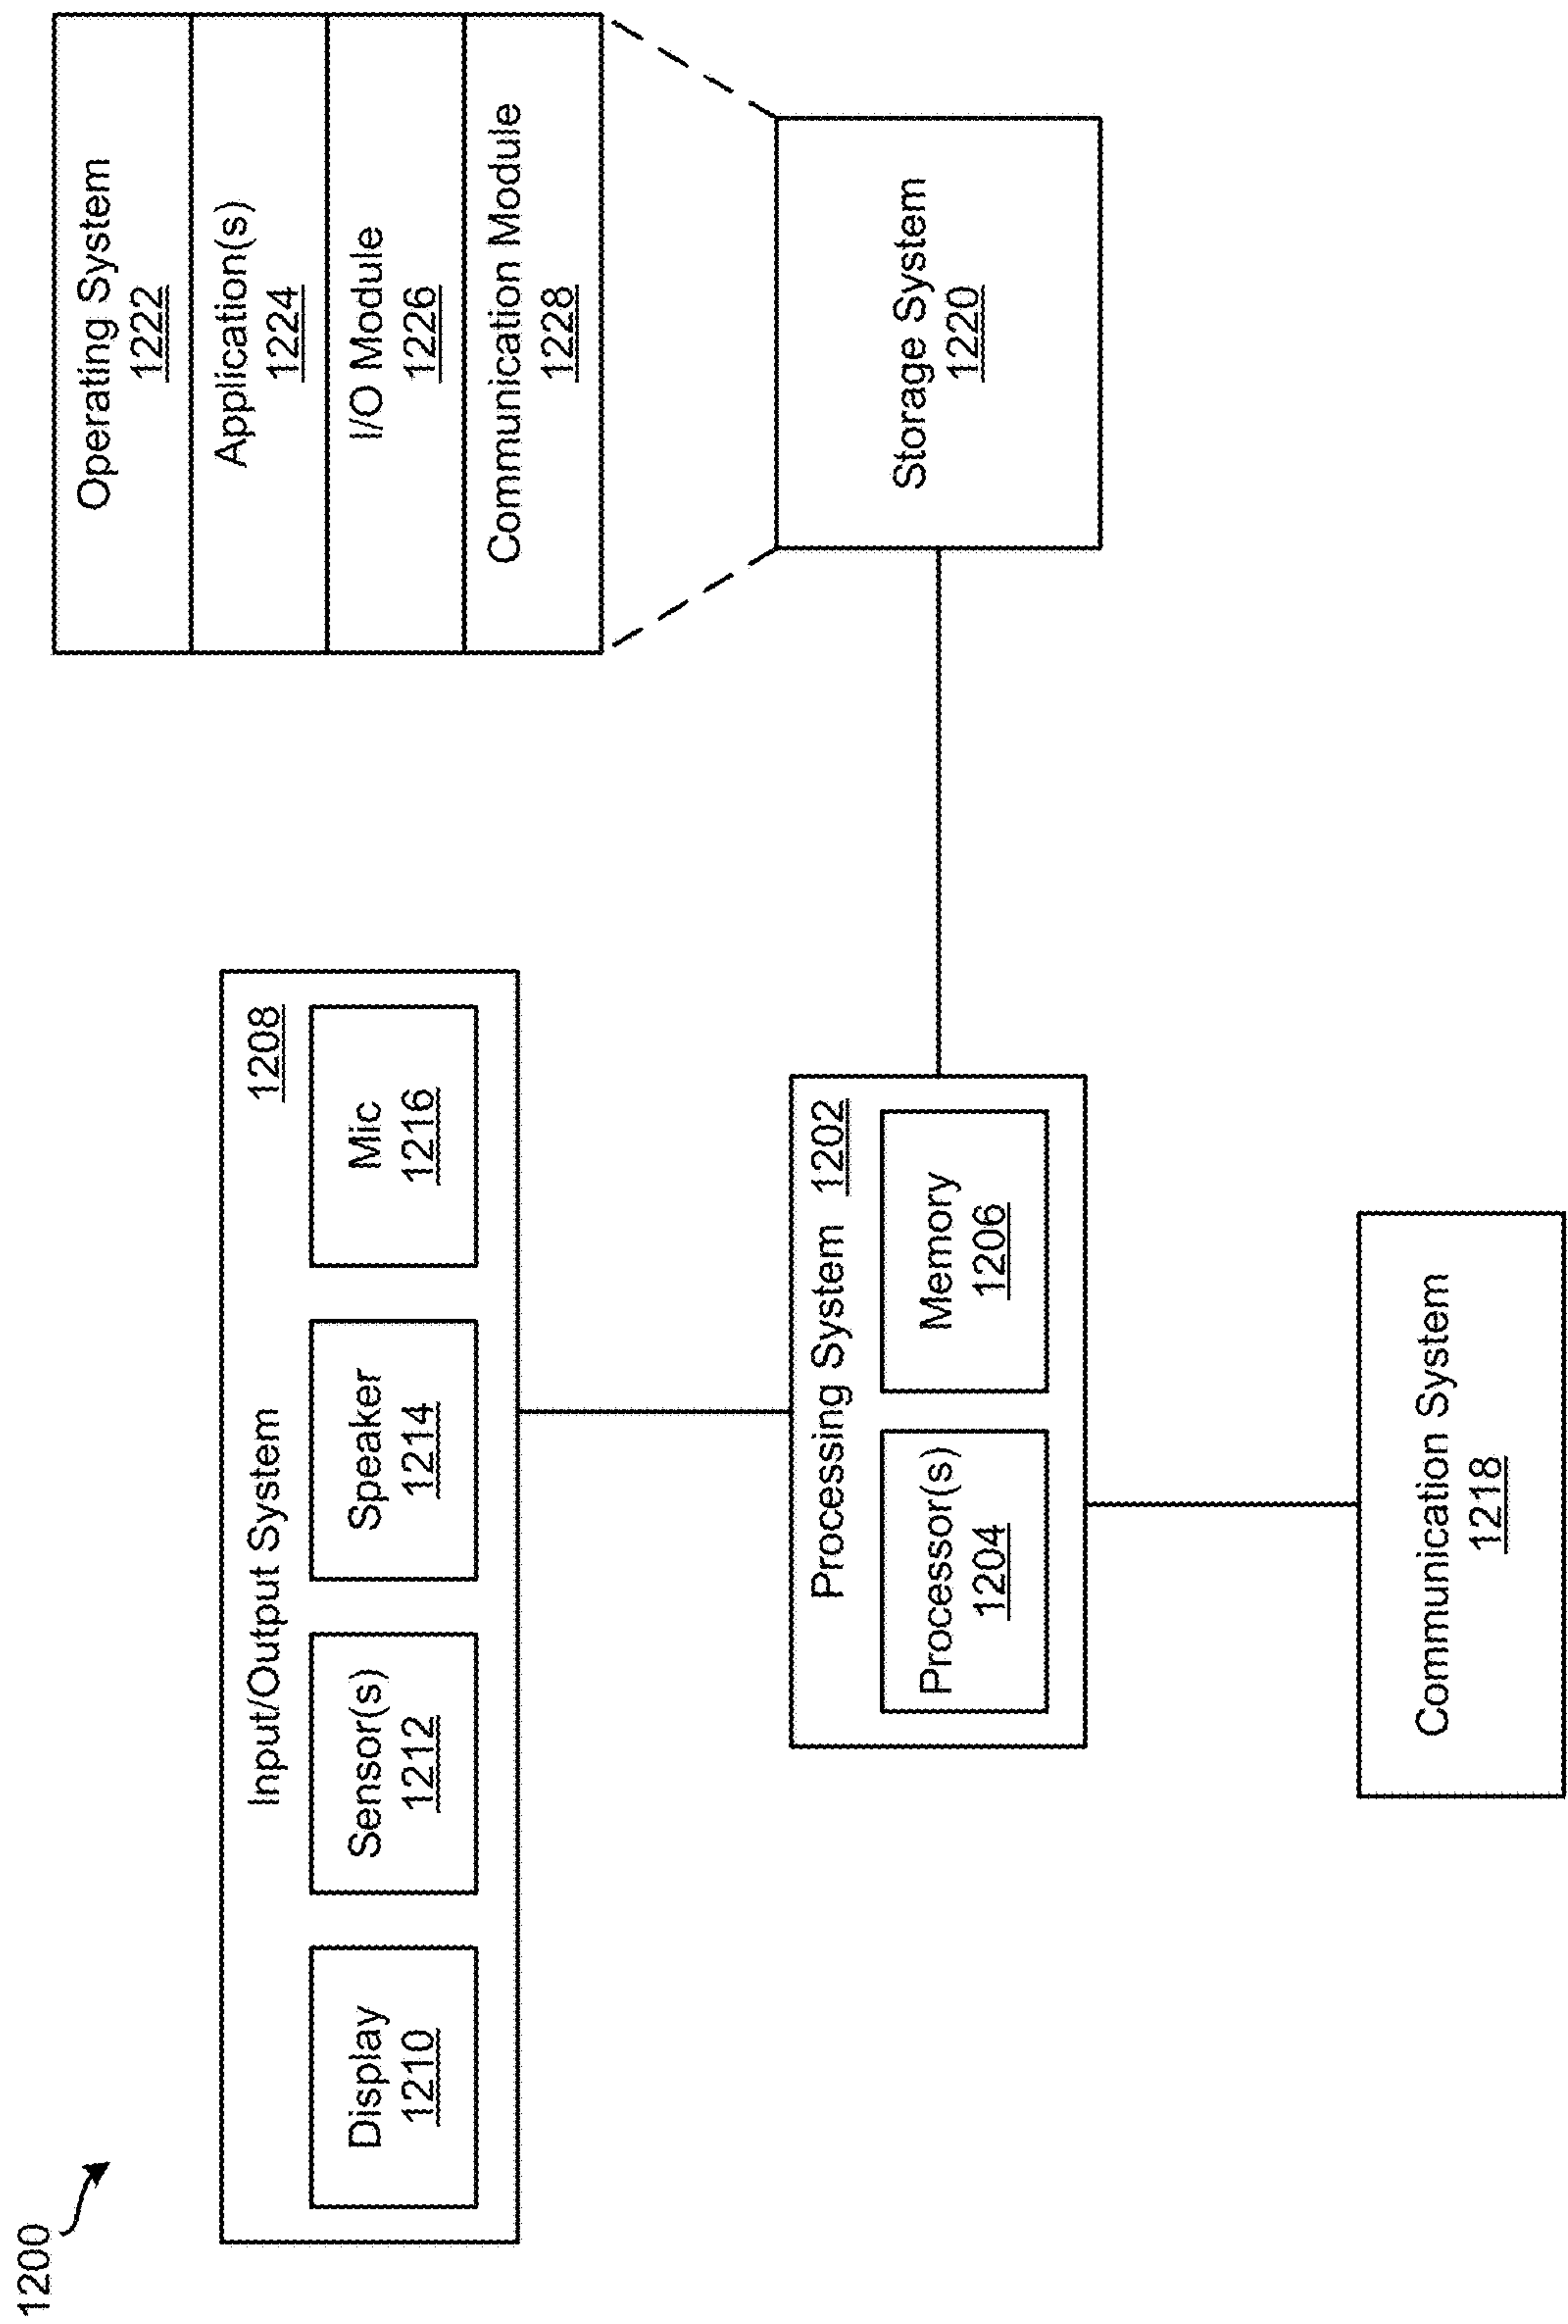 1200
Input/Output System
1208
Display
1210
Sensor(s)
1212
Speaker
1214
Mic
1216
Operating System
1222
Application(s)
1224
I/O Module
1226
Communication Module
1228
Processing System 1202
Processor(s)
1204
Memory
1206
Storage System
1220
Communication System
1218